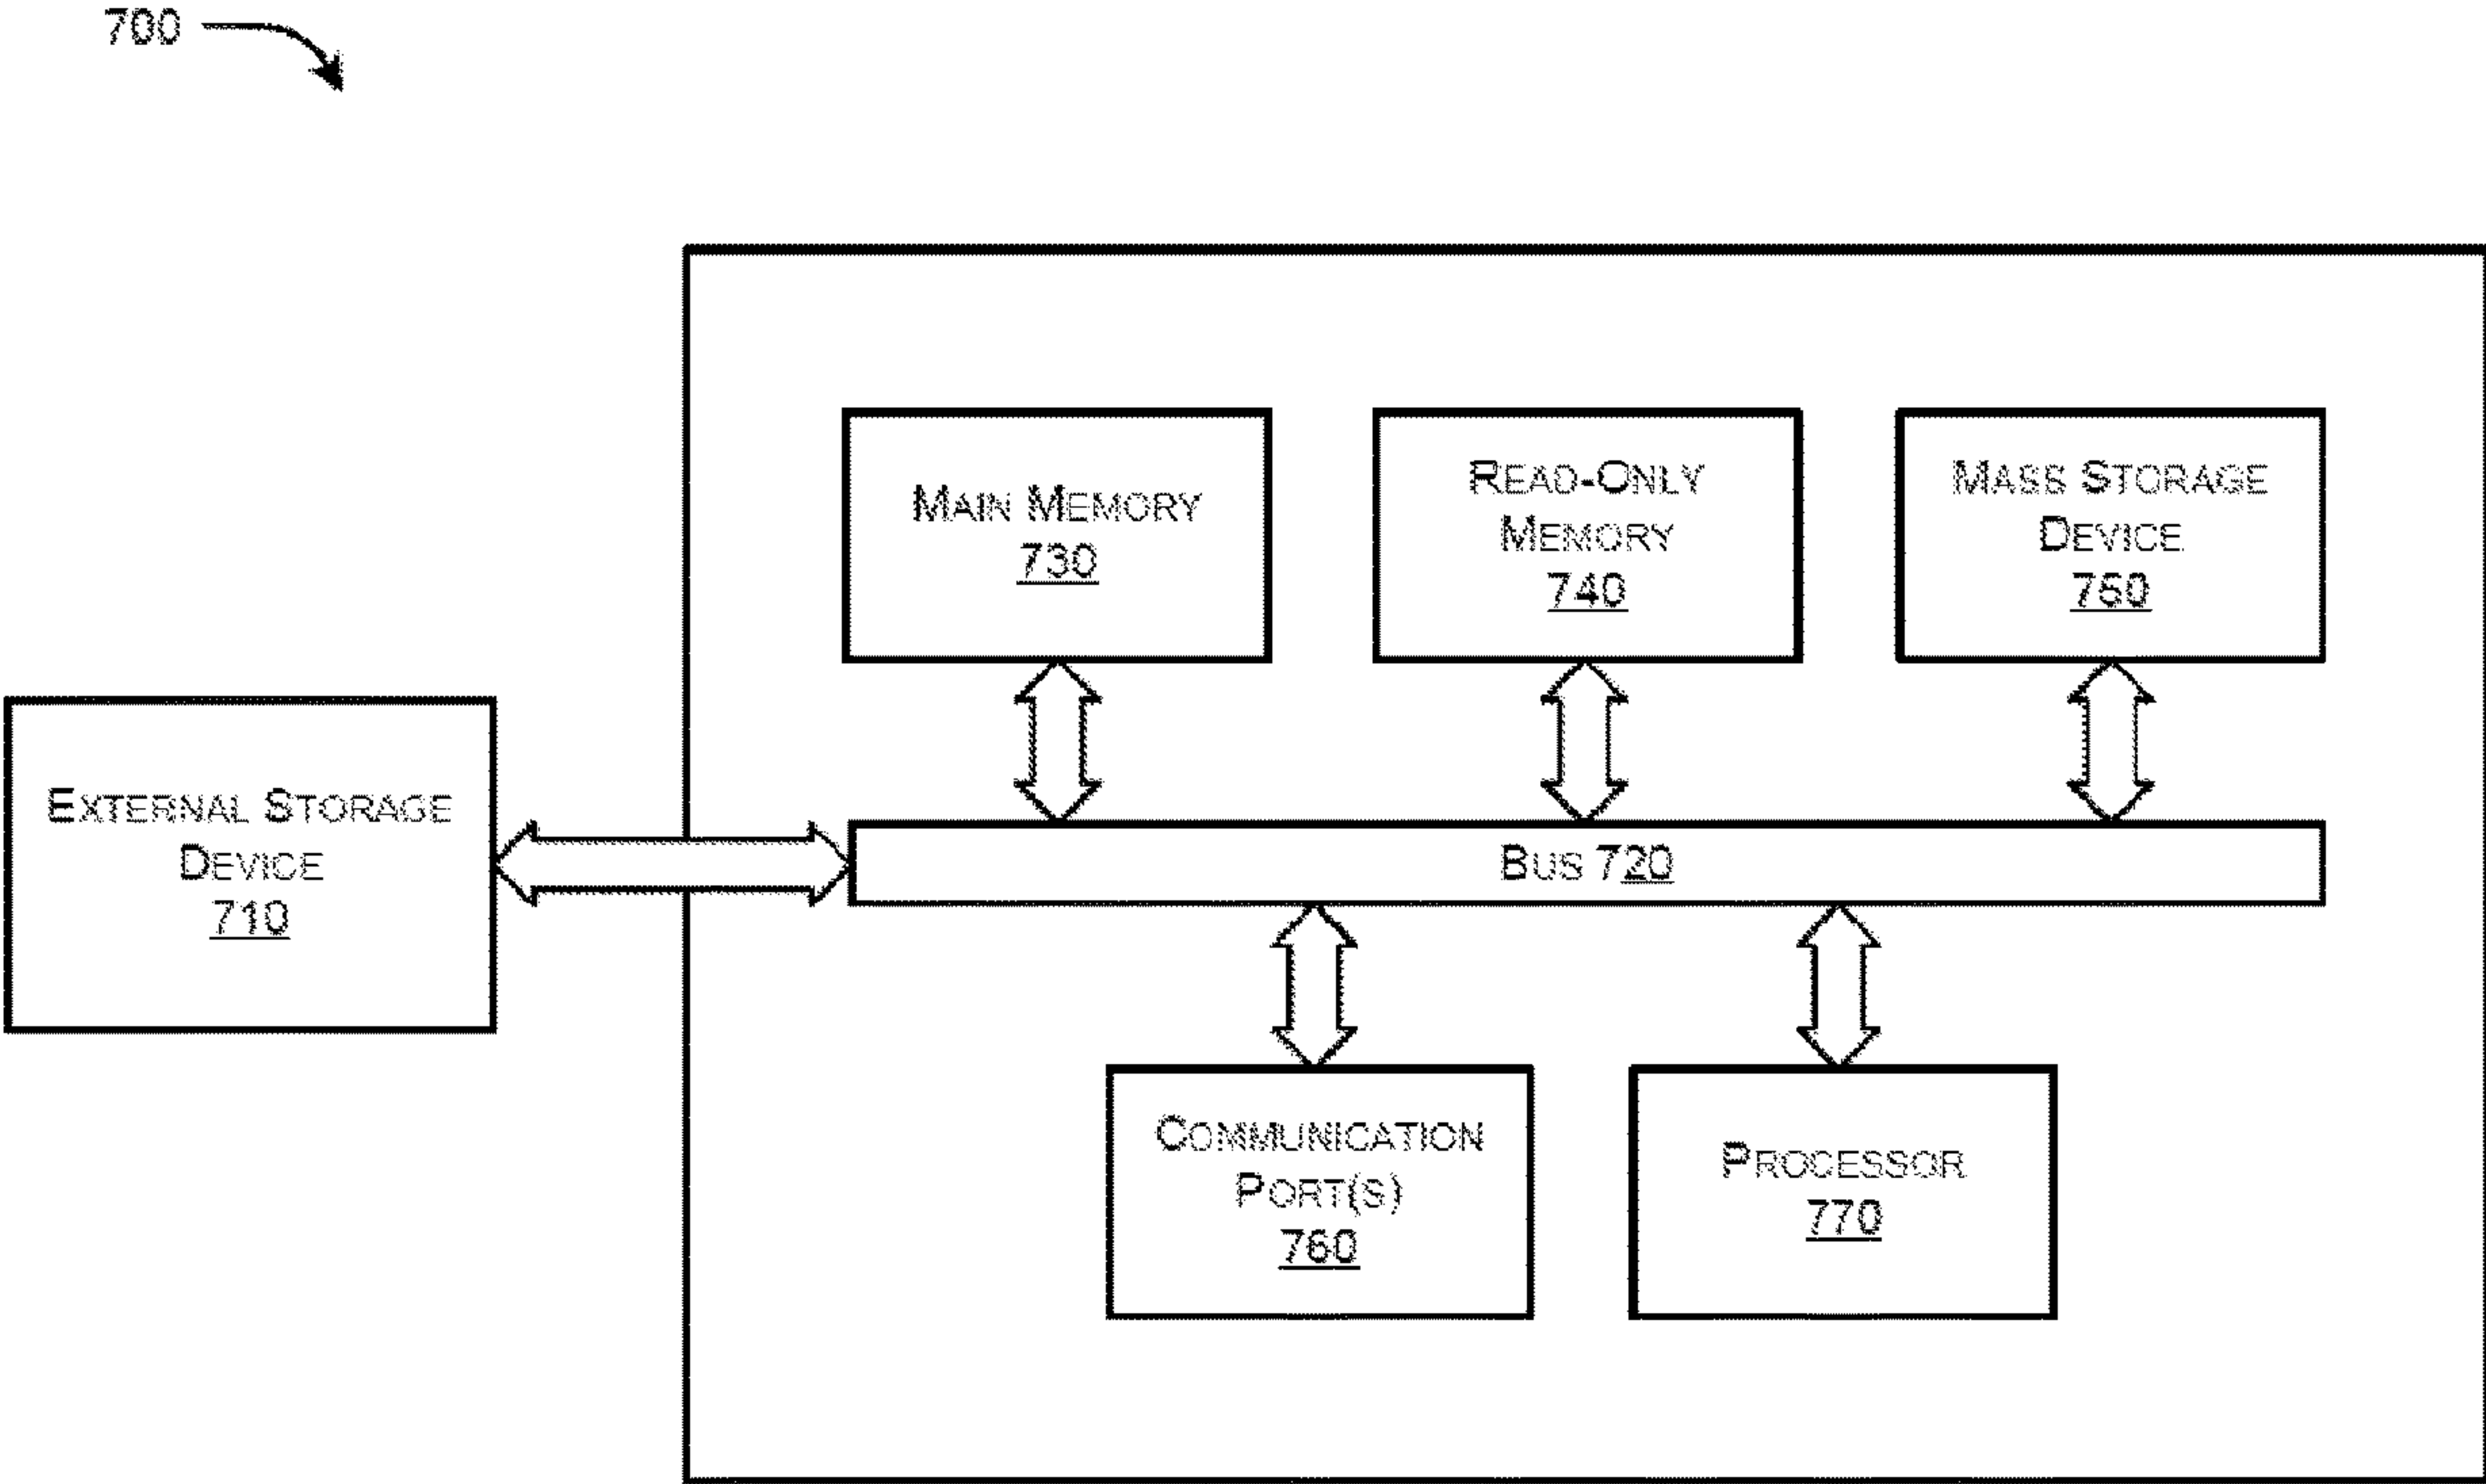 700
MAIN MEMORY
730
READ-ONLY
MEMORY
740
MASS STORAGE
DEVICE
750
EXTERNAL STORAGE
DEVICE
710
BUS 720
COMMUNICATION
PORT(S)
760
PROCESSOR
770